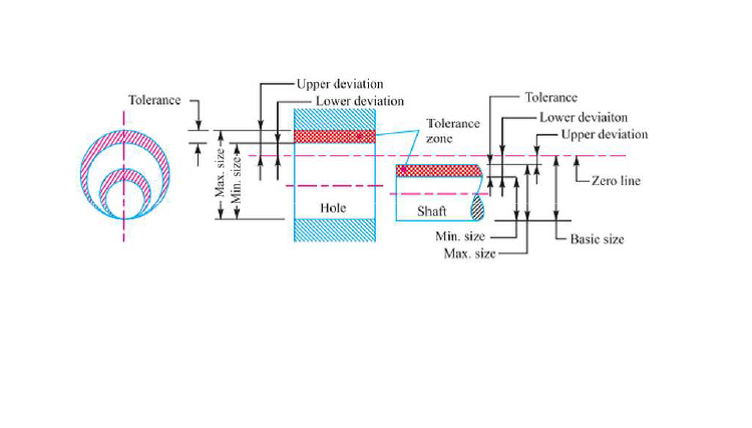 Upper deviation
Tolerance
Lower deviation
Max. size
Min. size
Hole
Tolerance
zone
Shaft
Tolerance
Lower deviaiton
Upper deviation
Zero line
Min. size
Basic size
Max. size